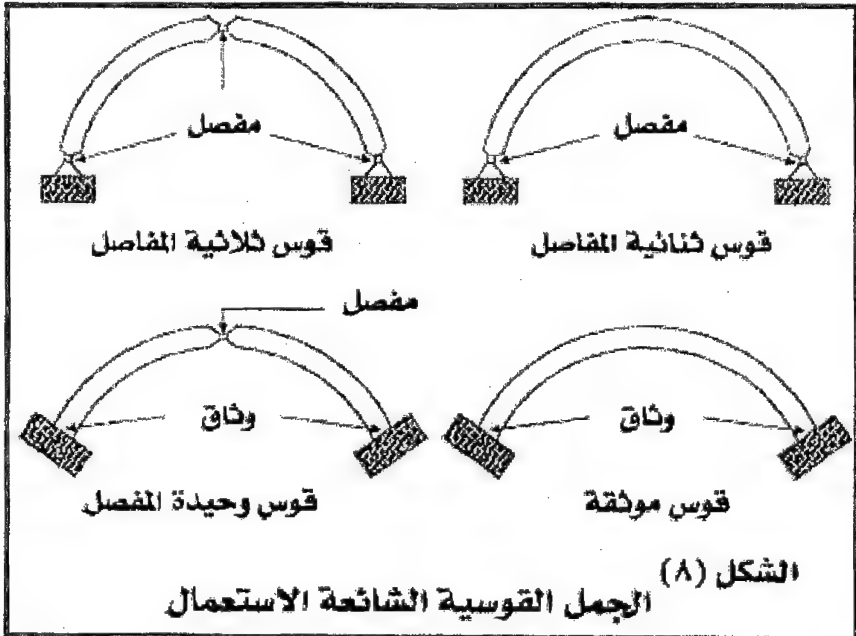 مفصل
مفصل
قوس ثنائية المفاصل
قوس ثلاثية المفاصل
مفصل
وثاق
وثاق
قوس موثقة
قوس وحيدة المفصل
الشكل (٨)
الجمل القوسية الشائعة الاستعمال